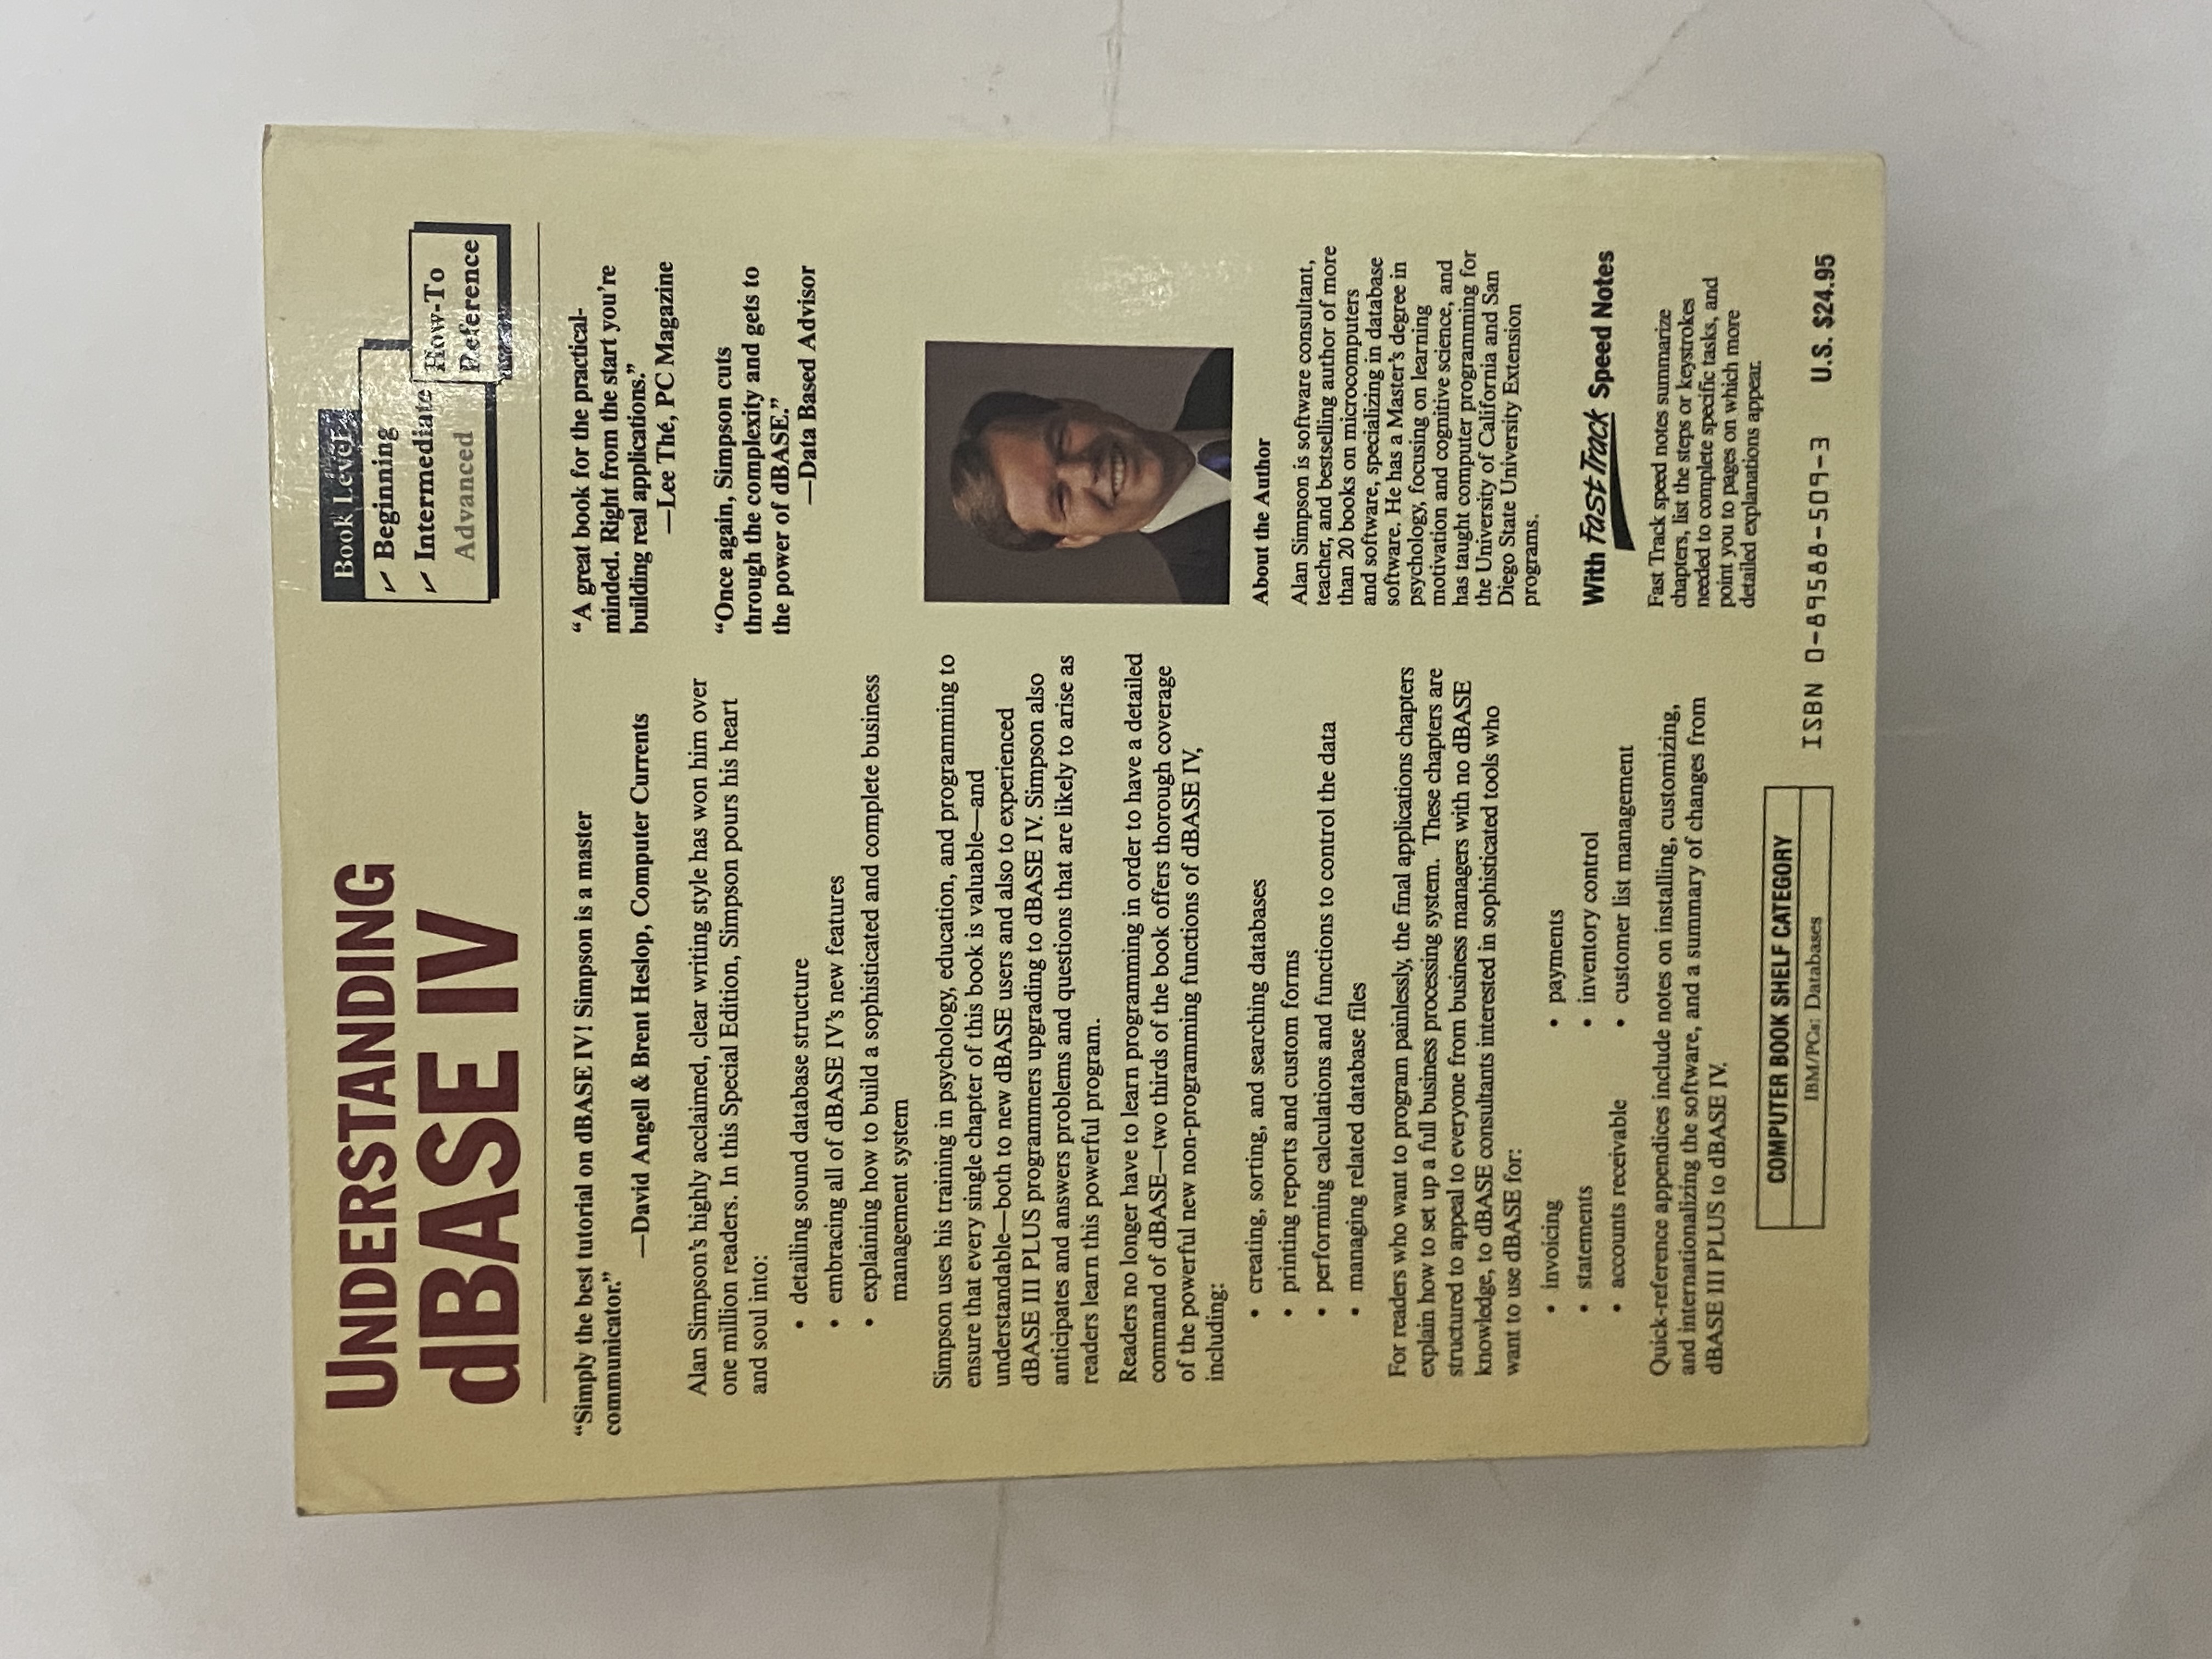 UNDERSTANDING
dBASE IV
Book Level
✓ Beginning
✓ Intermediate
Advanced
How-To
Reference
“Simply the best tutorial on dBASE IV! Simpson is a master
communicator.”
—David Angell & Brent Heslop, Computer Currents
Alan Simpson’s highly acclaimed, clear writing style has won him over
one million readers. In this Special Edition, Simpson pours his heart
and soul into:
• detailing sound database structure
• embracing all of dBASE IV’s new features
• explaining how to build a sophisticated and complete business
management system
Simpson uses his training in psychology, education, and programming to
ensure that every single chapter of this book is valuable—and
understandable—both to new dBASE users and also to experienced
dBASE III PLUS programmers upgrading to dBASE IV. Simpson also
anticipates and answers problems and questions that are likely to arise as
readers learn this powerful program.
Readers no longer have to learn programming in order to have a detailed
command of dBASE—two thirds of the book offers thorough coverage
of the powerful new non-programming functions of dBASE IV,
including:
• creating, sorting, and searching databases
• printing reports and custom forms
• performing calculations and functions to control the data
• managing related database files
For readers who want to program painlessly, the final applications chapters
explain how to set up a full business processing system. These chapters are
structured to appeal to everyone from business managers with no dBASE
knowledge, to dBASE consultants interested in sophisticated tools who
want to use dBASE for:
• invoicing
• statements
• accounts receivable
• payments
• inventory control
• customer list management
Quick-reference appendices include notes on installing, customizing,
and internationalizing the software, and a summary of changes from
dBASE III PLUS to dBASE IV.
“A great book for the practical-
minded. Right from the start you’re
building real applications.”
—Lee Thé, PC Magazine
“Once again, Simpson cuts
through the complexity and gets to
the power of dBASE.”
—Data Based Advisor
About the Author
Alan Simpson is software consultant,
teacher, and bestselling author of more
than 20 books on microcomputers
and software, specializing in database
software. He has a Master’s degree in
psychology, focusing on learning
motivation and cognitive science, and
has taught computer programming for
the University of California and San
Diego State University Extension
programs.
With Fast Track Speed Notes
Fast Track speed notes summarize
chapters, list the steps or keystrokes
needed to complete specific tasks, and
point you to pages on which more
detailed explanations appear.
COMPUTER BOOK SHELF CATEGORY
IBM/PCs: Databases
ISBN 0-89588-509-3
U.S. $24.95